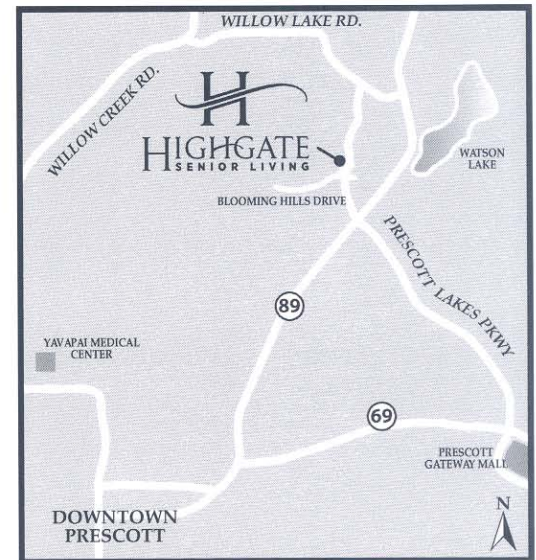 WILLOW LAKE RD.
WILLOW CREEK RD.
H
HIGHGATE
SENIOR LIVING
WATSON
LAKE
BLOOMING HILLS DRIVE
PRESCOTT LAKES PKWY
89
YAVAPAI MEDICAL
CENTER
69
PRESCOTT
GATEWAY MALL
DOWNTOWN
PRESCOTT
N